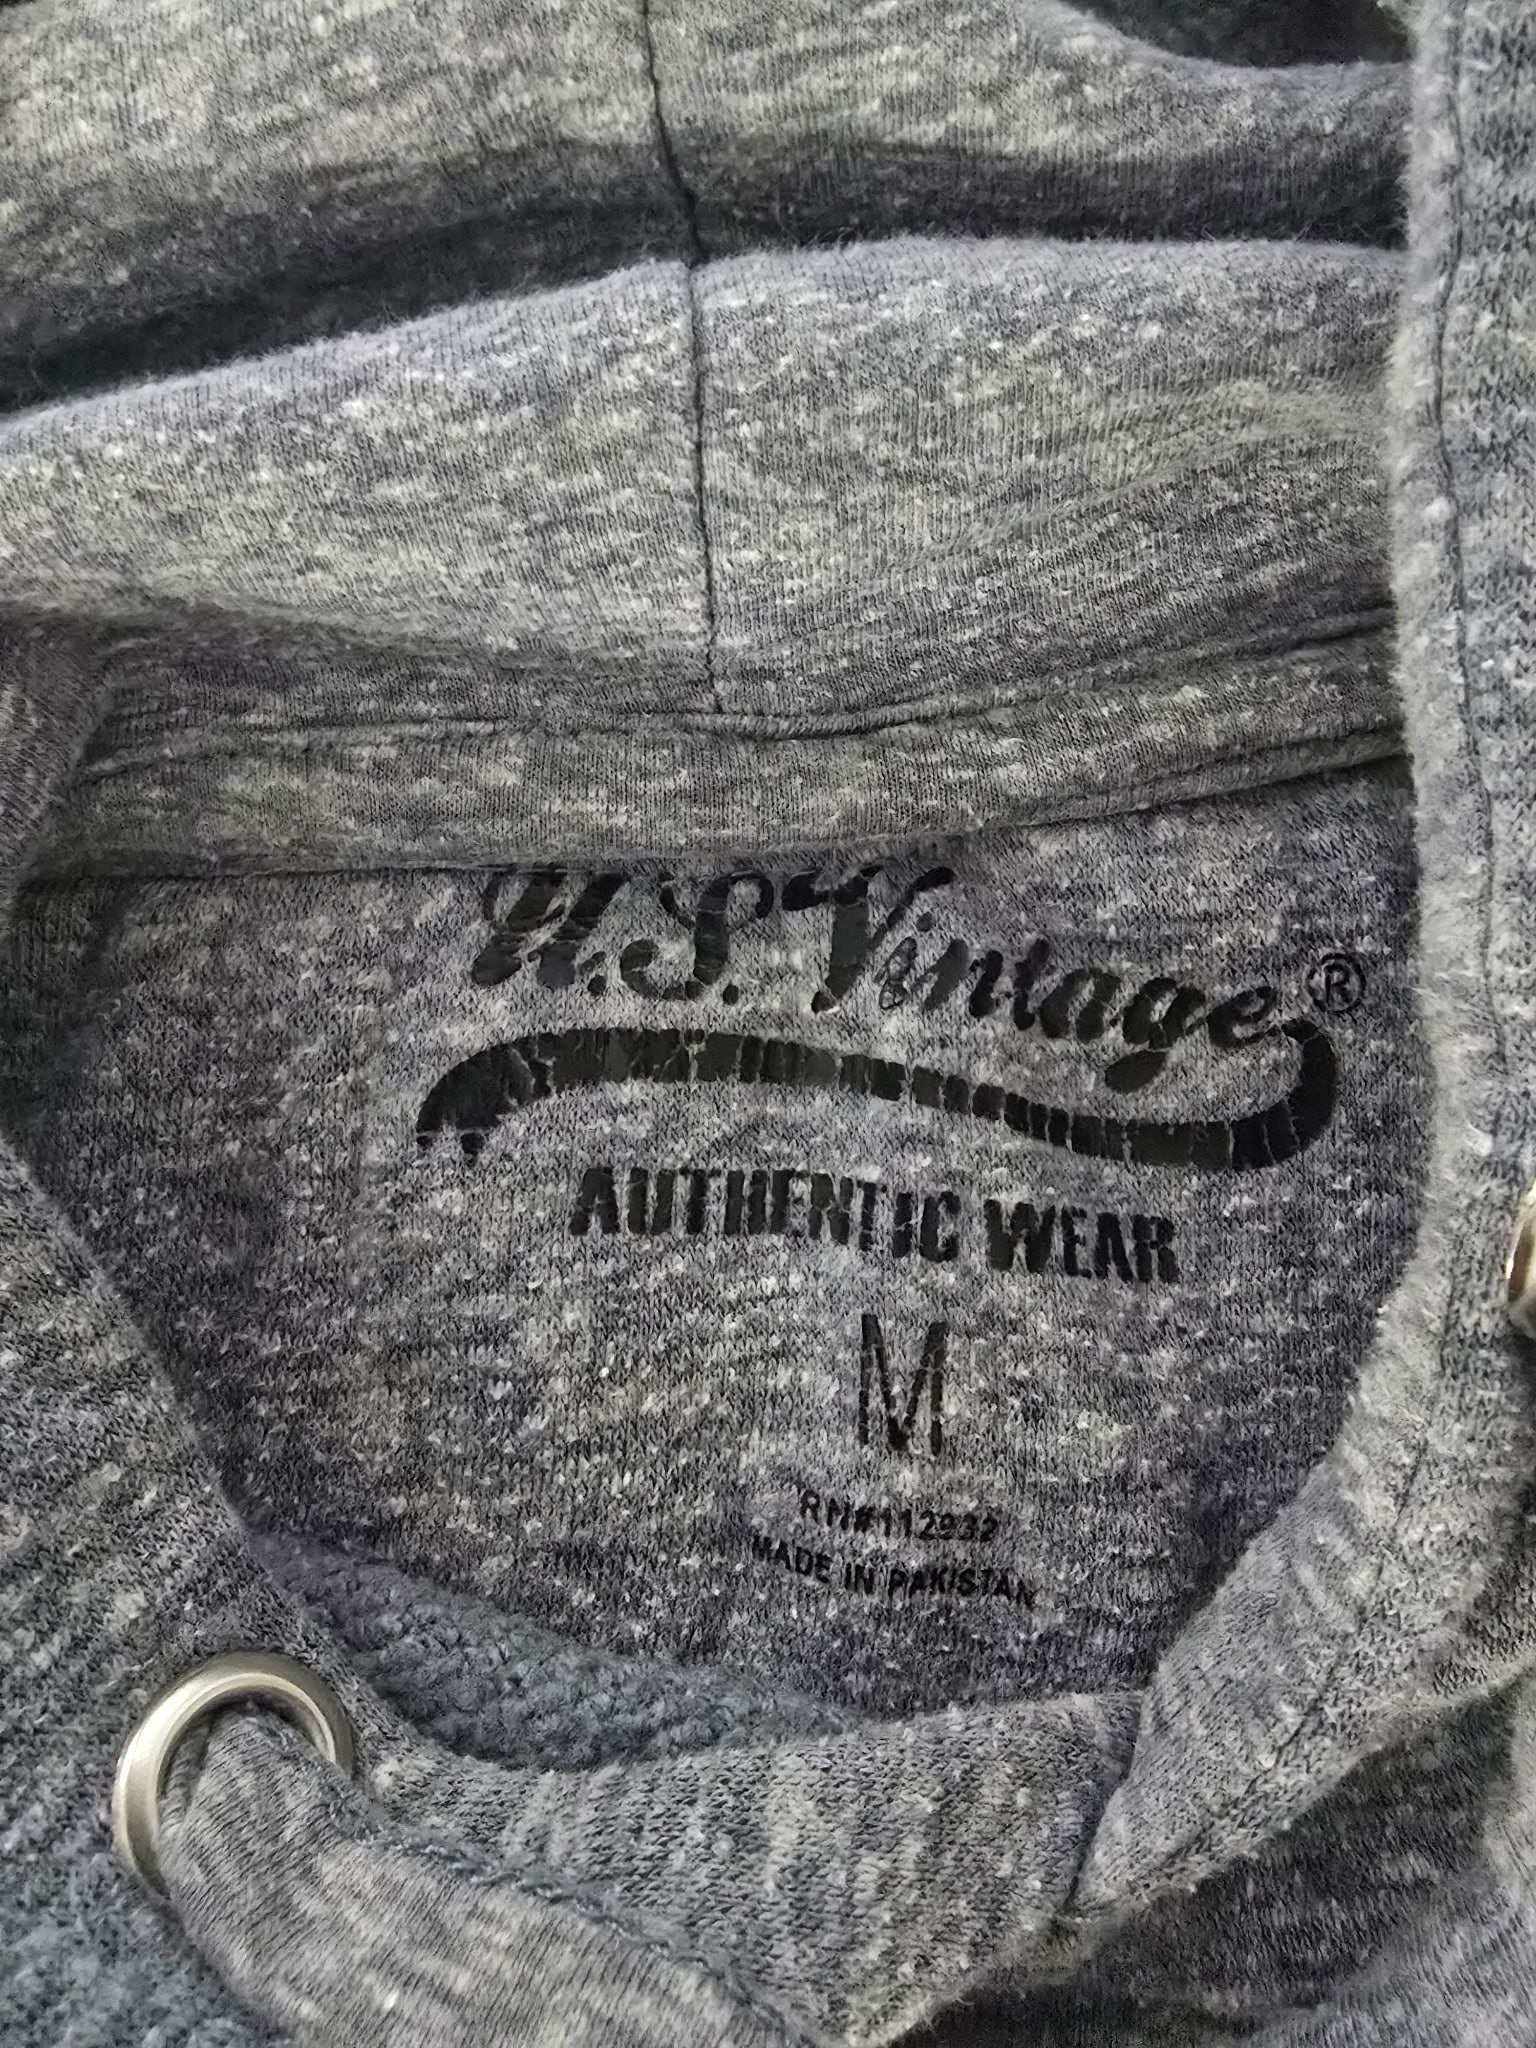 U.S. Vintage®
AUTHENTIC WEAR
M
RN#112932
MADE IN PAKISTAN